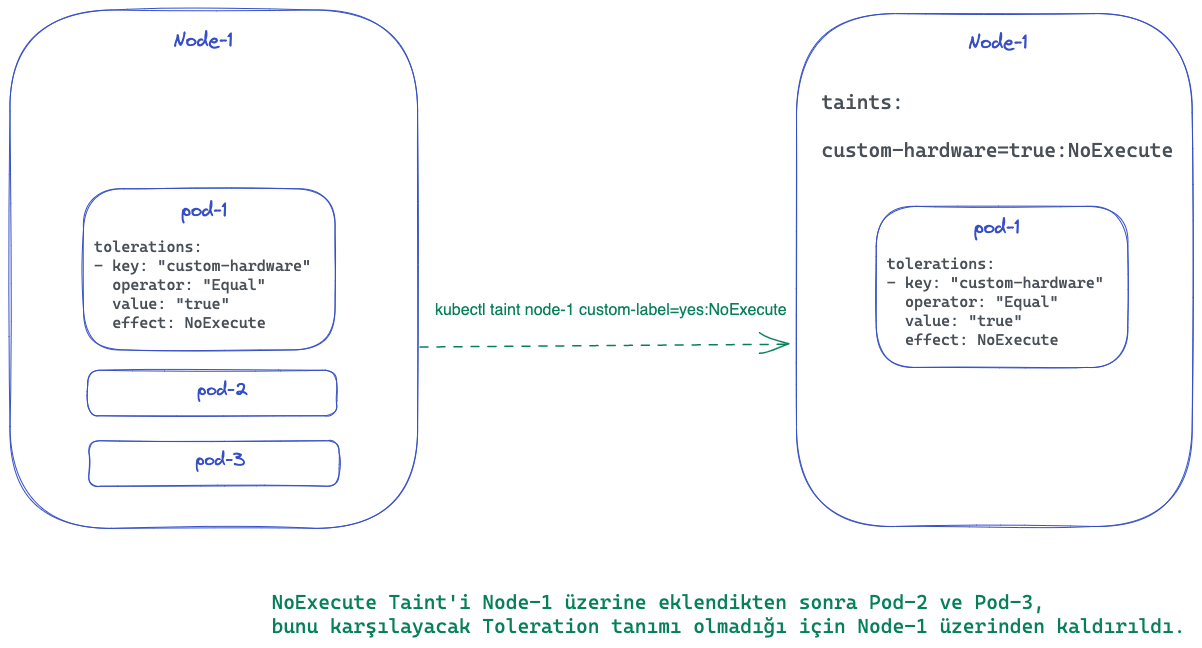 Node-1
pod-1
tolerations:
- key: "custom-hardware"
operator: "Equal"
value: "true"
effect: NoExecute
pod-2
pod-3
kubectl taint node-1 custom-label=yes:NoExecute
Node-1
taints:
custom-hardware=true:NoExecute
pod-1
tolerations:
- key: "custom-hardware"
operator: "Equal"
value: "true"
effect: NoExecute
NoExecute Taint'i Node-1 üzerine eklendikten sonra Pod-2 ve Pod-3,
bunu karşılayacak Toleration tanımı olmadığı için Node-1 üzerinden kaldırıldı.